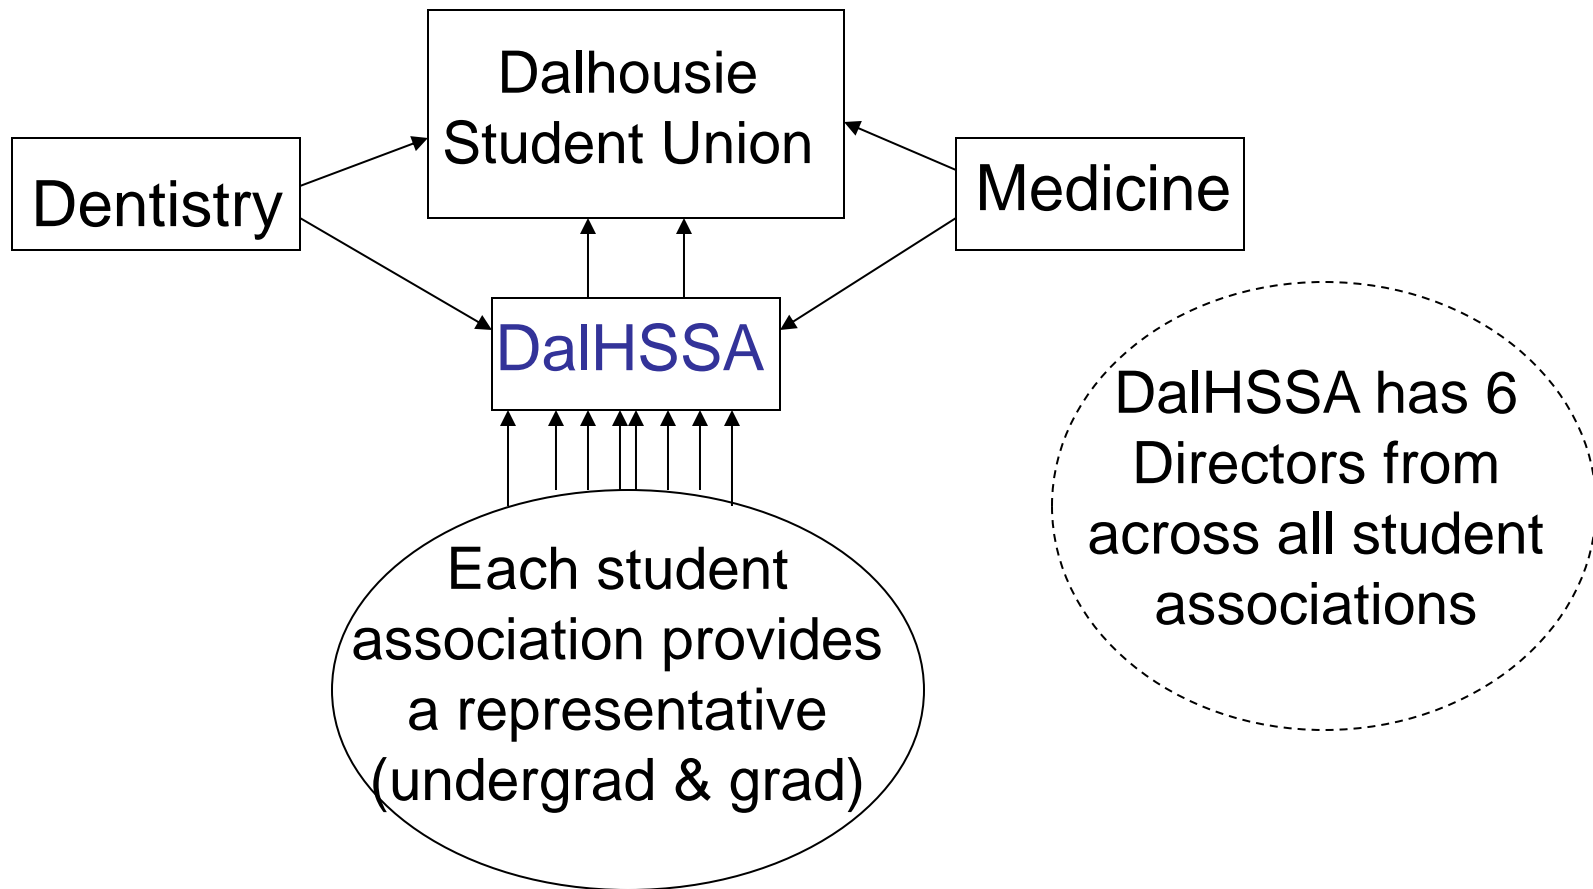 Dalhousie
Student Union
Dentistry
Medicine
DalHSSA
DalHSSA has 6
Directors from
across all student
associations
Each student
association provides
a representative
(undergrad & grad)